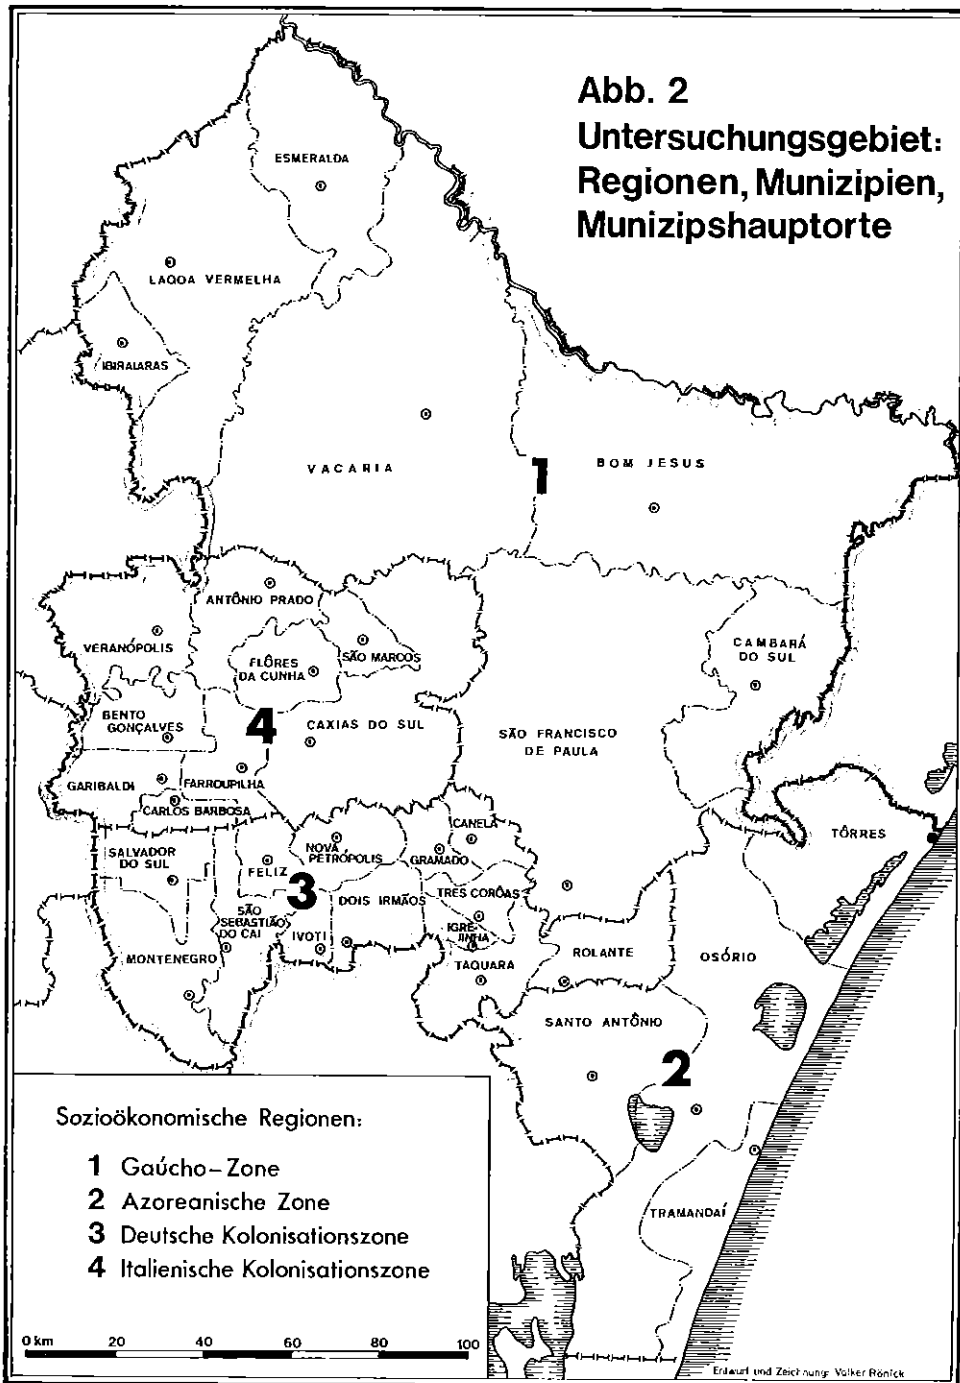 Abb. 2
Untersuchungsgebiet:
Regionen, Munizipien,
Munizipshauptorte
ESMERALDA
LAGOA VERMELHA
IBIRAIARAS
VACARIA
1
BOM JESUS
ANTÔNIO PRADO
VERANÓPOLIS
FLÔRES
DA CUNHA
SÃO MARCOS
CAMBARÁ
DO SUL
BENTO
GONÇALVES
4
CAXIAS DO SUL
SÃO FRANCISCO
DE PAULA
GARIBALDI
FARROUPILHA
CARLOS BARBOSA
CANELA
TÔRRES
SALVADOR
DO SUL
NOVA
PETRÓPOLIS
GRAMADO
FELIZ
3
DOIS IRMÃOS
TRES CORÔAS
SÃO
SEBASTIÃO
DO CAI
IVOTI
IGRE-
JINHA
MONTENEGRO
TAQUARA
ROLANTE
OSÓRIO
SANTO ANTÔNIO
2
TRAMANDAÍ
Sozioökonomische Regionen:
1 Gaúcho-Zone
2 Azoreanische Zone
3 Deutsche Kolonisationszone
4 Italienische Kolonisationszone
0 km 20 40 60 80 100
Entwurf und Zeichnung: Volker Rönick